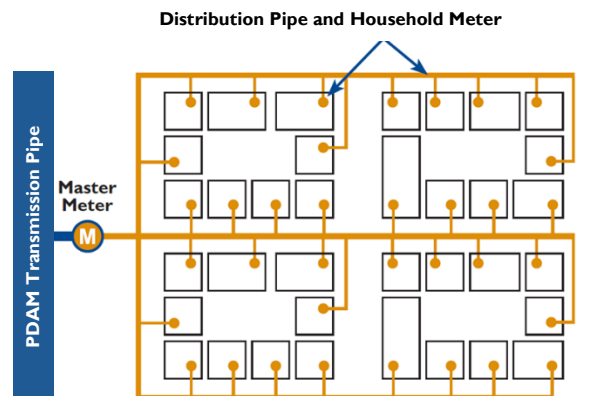 Distribution Pipe and Household Meter
PDAM Transmission Pipe
Master
Meter
M